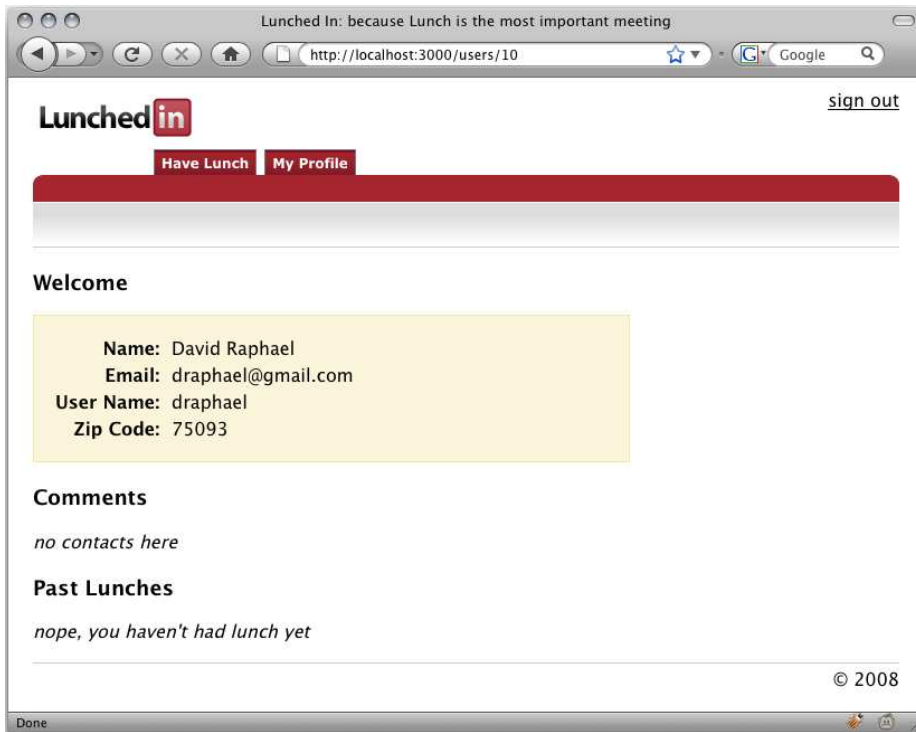 Lunched In: because Lunch is the most important meeting
http://localhost:3000/users/10
G Google
sign out
Lunched in
Have Lunch My Profile
Welcome
Name: David Raphael
Email: draphael@gmail.com
User Name: draphael
Zip Code: 75093
Comments
no contacts here
Past Lunches
nope, you haven't had lunch yet
© 2008
Done